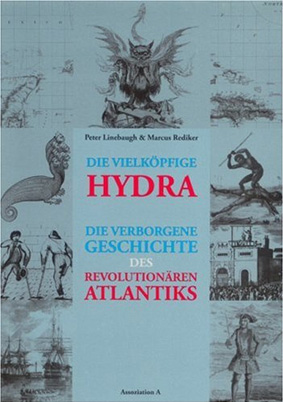 Peter Linebaugh & Marcus Rediker
DIE VIELKÖPFIGE
HYDRA
DIE VERBORGENE
GESCHICHTE
DES
REVOLUTIONÄREN
ATLANTIKS
Assoziation A